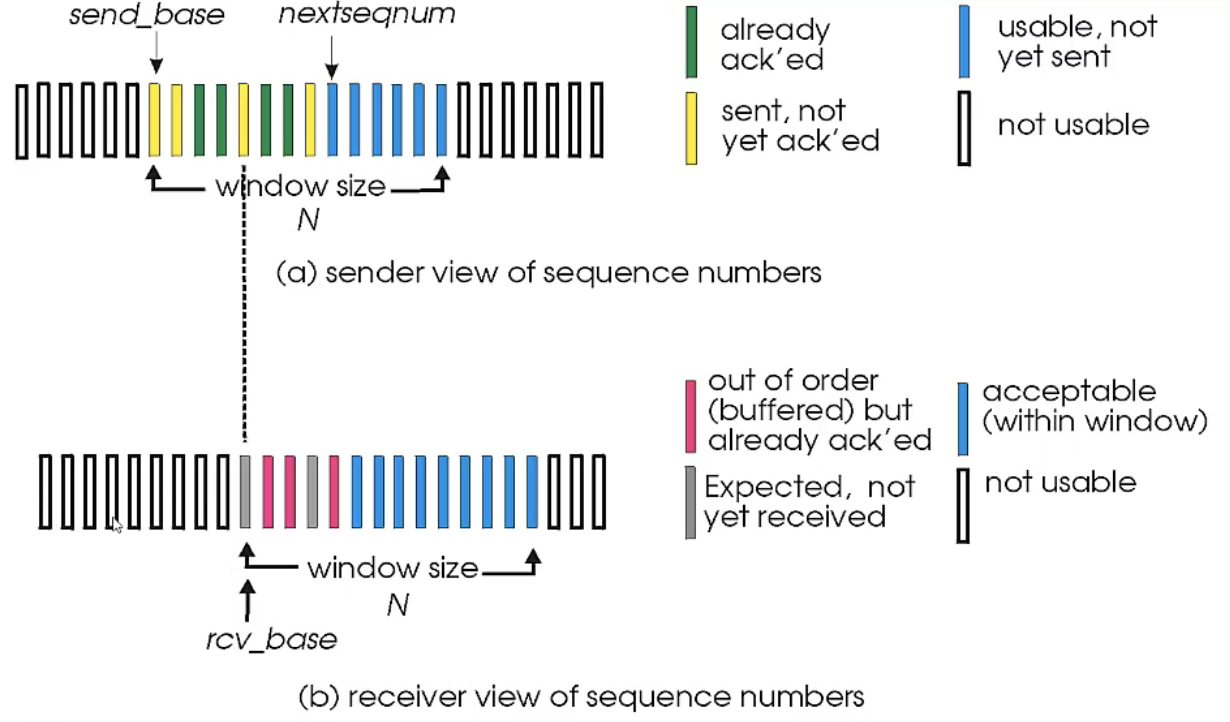 send_base
nextseqnum
already
ack'ed
usable, not
yet sent
sent, not
yet ack'ed
not usable
window size
N
(a) sender view of sequence numbers
out of order
(buffered) but
already ack'ed
acceptable
(within window)
Expected, not
yet received
not usable
window size
N
rcv_base
(b) receiver view of sequence numbers